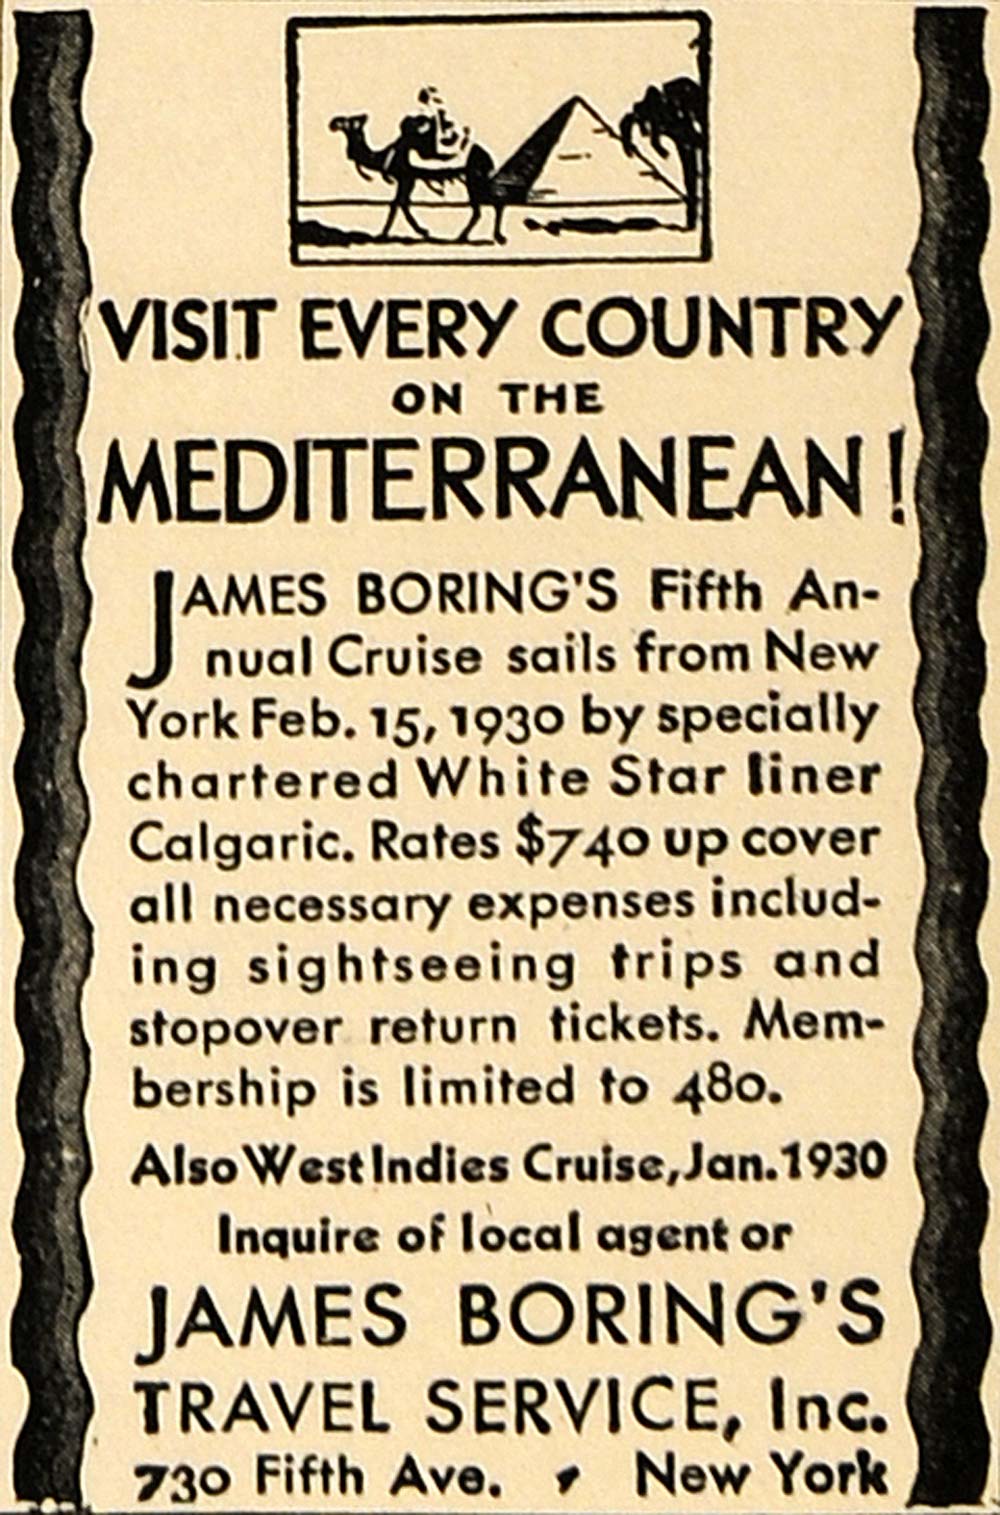 VISIT EVERY COUNTRY
ON THE
MEDITERRANEAN!
JAMES BORING'S Fifth An-
nual Cruise sails from New
York Feb. 15, 1930 by specially
chartered White Star liner
Calgaric. Rates $740 up cover
all necessary expenses includ-
ing sightseeing trips and
stopover return tickets. Mem-
bership is limited to 480.
Also West Indies Cruise, Jan. 1930
Inquire of local agent or
JAMES BORING'S
TRAVEL SERVICE, Inc.
730 Fifth Ave. , New York